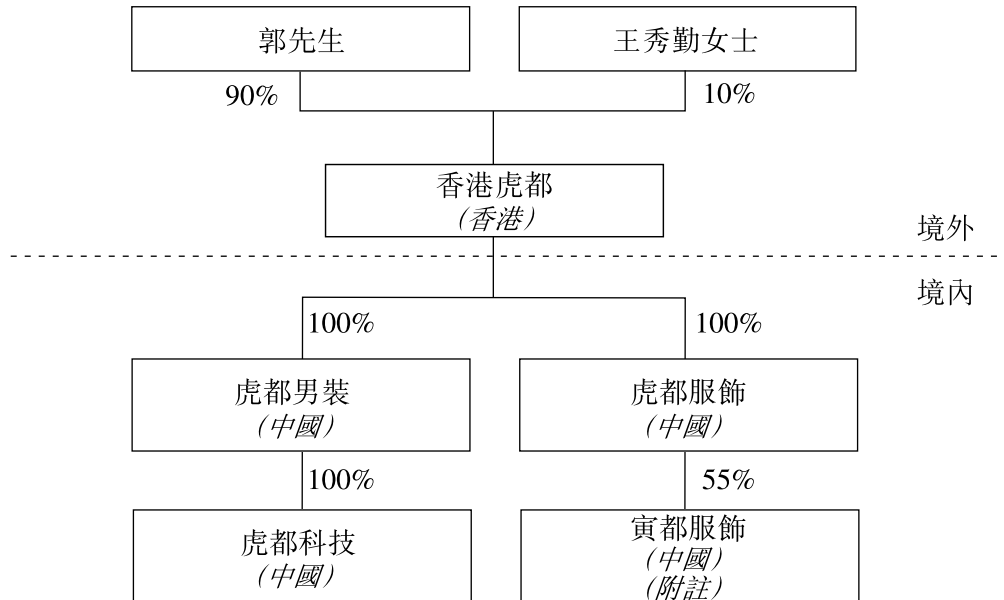 郭先生
王秀勤女士
90%
10%
香港虎都
（香港）
境外
境內
100%
100%
虎都男裝
（中國）
虎都服飾
（中國）
100%
55%
虎都科技
（中國）
寅都服飾
（中國）
（附註）